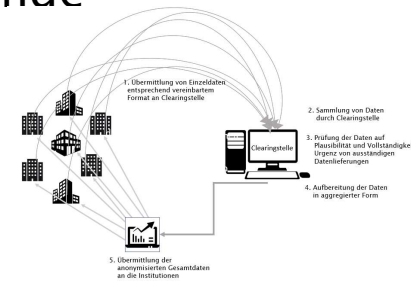 1. Übermittlung von Einzeldaten
entsprechend vereinbartem
Format an Clearingstelle
2. Sammlung von Daten
durch Clearingstelle
Clearingstelle
3. Prüfung der Daten auf
Plausibilität und Vollständigke
Urgenz von ausständigen
Datenlieferungen
4. Aufbereitung der Daten
in aggregierter Form
5. Übermittlung der
anonymisierten Gesamtdaten
an die Institutionen